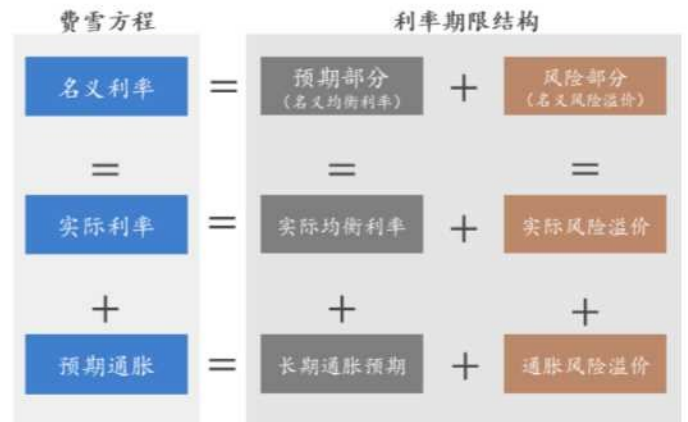 费雪方程 利率期限结构
名义利率 = 预期部分 + 风险部分
(名义均衡利率) (名义风险溢价)
= = =
实际利率 = 实际均衡利率 + 实际风险溢价
+ + +
预期通胀 = 长期通胀预期 + 通胀风险溢价